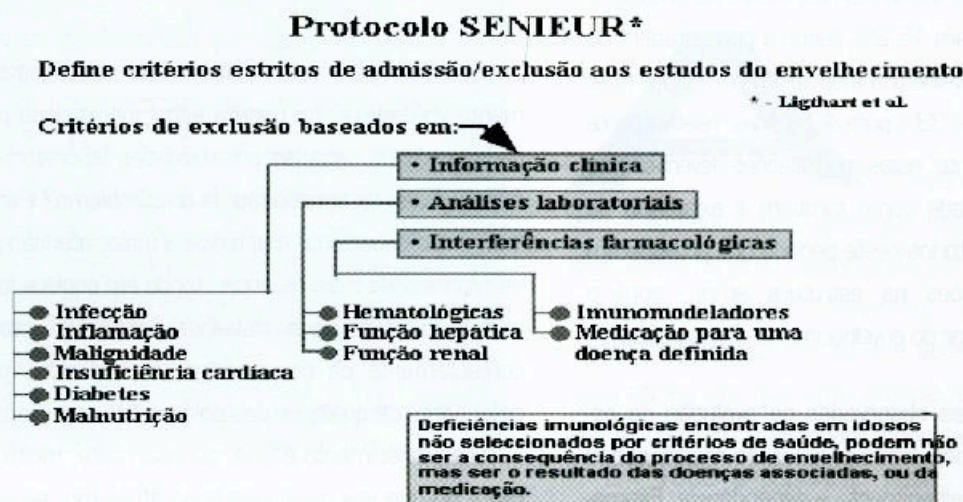 Protocolo SENIEUR*
Define critérios estritos de admissão/exclusão aos estudos do envelhecimento
* - Ligthart et al.
Critérios de exclusão baseados em:
• Informação clínica
• Análises laboratoriais
• Interferências farmacológicas
Infecção
Inflamação
Malignidade
Insuficiência cardíaca
Diabetes
Malnutrição
Hematológicas
Função hepática
Função renal
Imunomodeladores
Medicação para uma
doença definida
Deficiências imunológicas encontradas em idosos
não seleccionados por critérios de saúde, podem não
ser a consequência do processo de envelhecimento,
mas ser o resultado das doenças associadas, ou da
medicação.